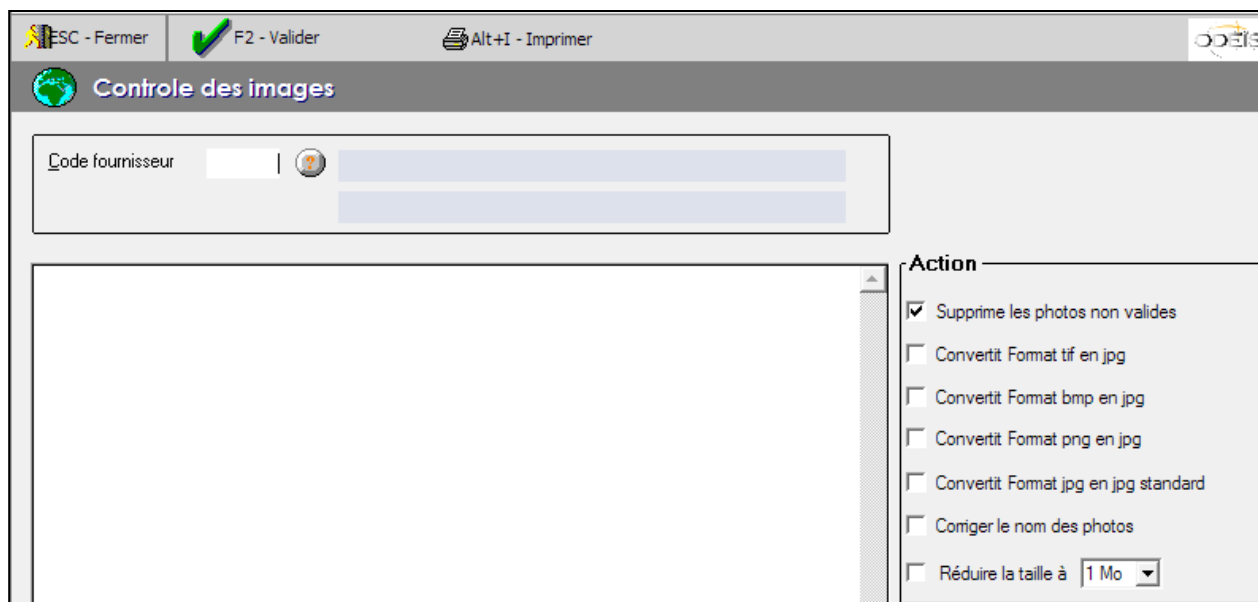 ESC - Fermer F2 - Valider Alt+I - Imprimer
Controle des images
Code fournisseur
Action
Supprime les photos non valides
Convertit Format tif en jpg
Convertit Format bmp en jpg
Convertit Format png en jpg
Convertit Format jpg en jpg standard
Corriger le nom des photos
Réduire la taille à 1 Mo